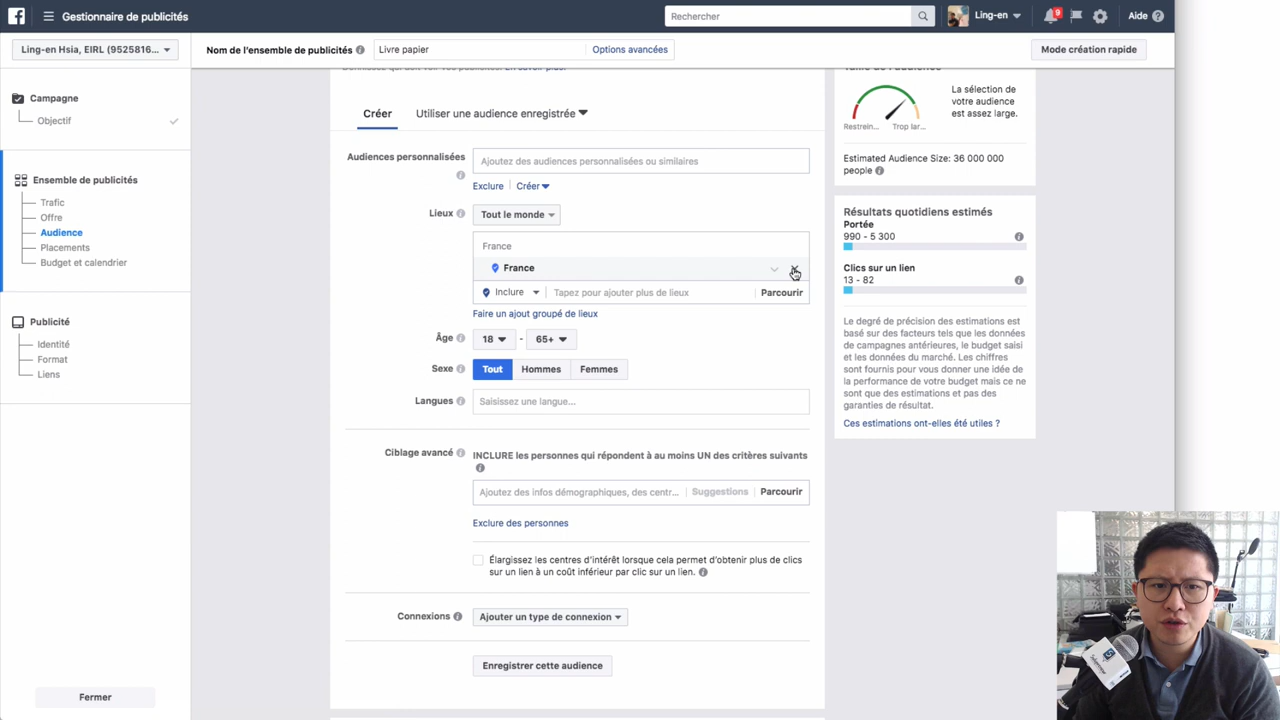 Gestionnaire de publicités
Rechercher
Ling-en
9
Aide
Ling-en Hsia, EIRL (9525816...
Nom de l'ensemble de publicités
Livre papier
Options avancées
Mode création rapide
Campagne
Objectif
Ensemble de publicités
Trafic
Offre
Audience
Placements
Budget et calendrier
Publicité
Identité
Format
Liens
Fermer
Créer
Utiliser une audience enregistrée
Audiences personnalisées
Ajoutez des audiences personnalisées ou similaires
Exclure
Créer
Lieux
Tout le monde
France
France
Inclure
Tapez pour ajouter plus de lieux
Parcourir
Faire un ajout groupé de lieux
Âge
18
-
65+
Sexe
Tout
Hommes
Femmes
Langues
Saisissez une langue...
Ciblage avancé
INCLURE les personnes qui répondent à au moins UN des critères suivants
Ajoutez des infos démographiques, des centr...
Suggestions
Parcourir
Exclure des personnes
Élargissez les centres d'intérêt lorsque cela permet d'obtenir plus de clics
sur un lien à un coût inférieur par clic sur un lien.
Connexions
Ajouter un type de connexion
Enregistrer cette audience
La sélection de
votre audience
est assez large.
Restrein...
Trop lar...
Estimated Audience Size: 36 000 000
people
Résultats quotidiens estimés
Portée
990 - 5 300
Clics sur un lien
13 - 82
Le degré de précision des estimations est
basé sur des facteurs tels que les données
de campagnes antérieures, le budget saisi
et les données du marché. Les chiffres
sont fournis pour vous donner une idée de
la performance de votre budget mais ce ne
sont que des estimations et pas des
garanties de résultat.
Ces estimations ont-elles été utiles ?